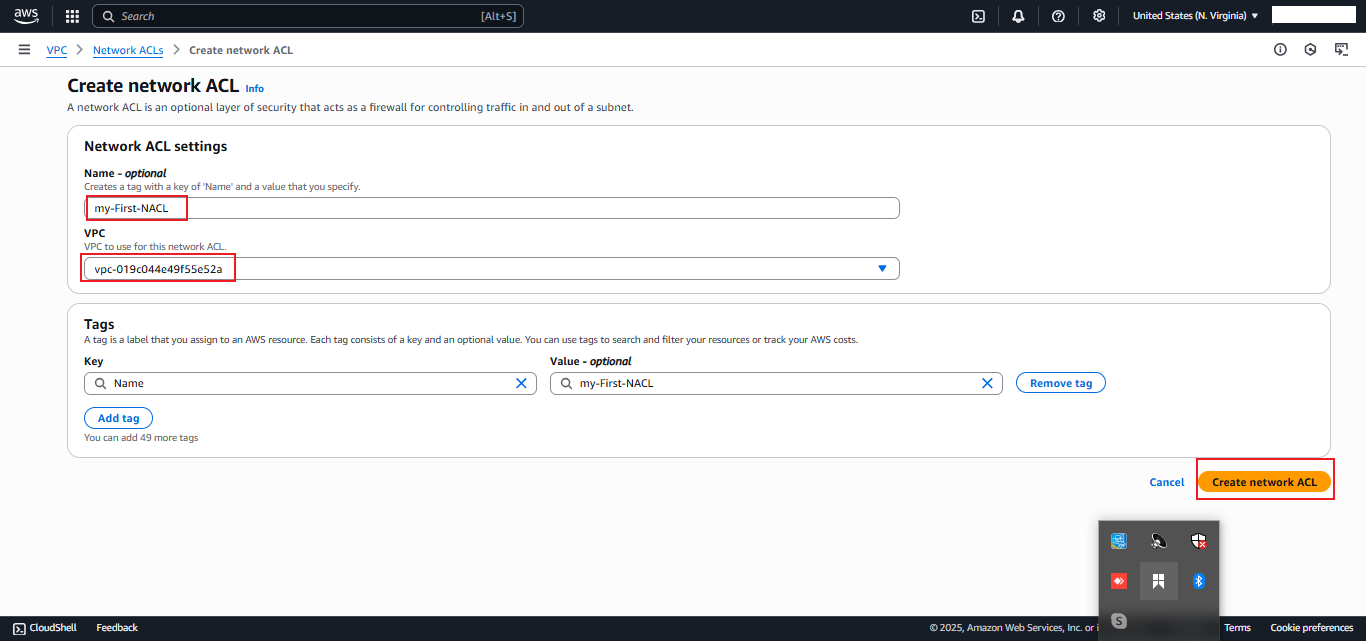 aws
Search [Alt+S]
United States (N. Virginia)
VPC > Network ACLs > Create network ACL
Create network ACL Info
A network ACL is an optional layer of security that acts as a firewall for controlling traffic in and out of a subnet.
Network ACL settings
Name - optional
Creates a tag with a key of 'Name' and a value that you specify.
my-First-NACL
VPC
VPC to use for this network ACL.
vpc-019c044e49f55e52a
Tags
A tag is a label that you assign to an AWS resource. Each tag consists of a key and an optional value. You can use tags to search and filter your resources or track your AWS costs.
Key Value - optional
Name my-First-NACL Remove tag
Add tag
You can add 49 more tags
Cancel Create network ACL
S
CloudShell Feedback © 2025, Amazon Web Services, Inc. or Terms Cookie preferences